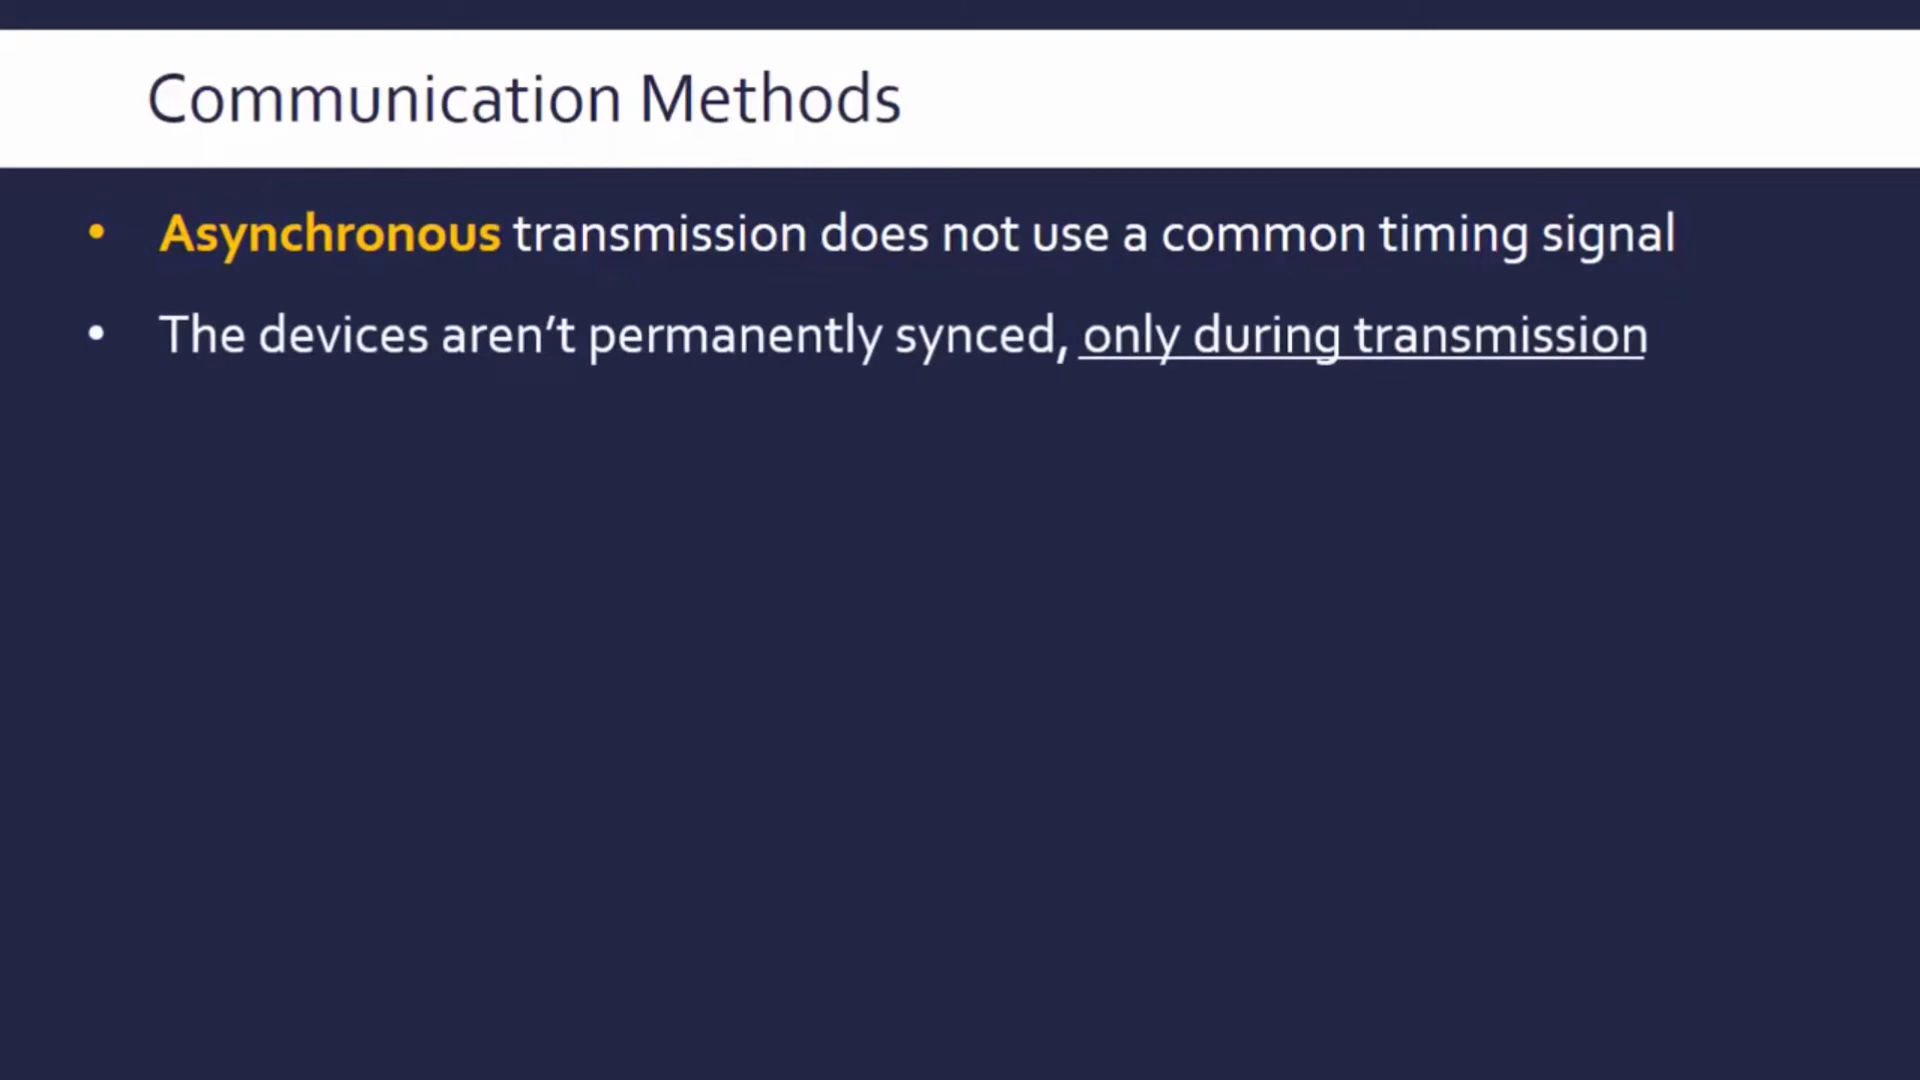 Communication Methods
• Asynchronous transmission does not use a common timing signal
• The devices aren’t permanently synced, only during transmission